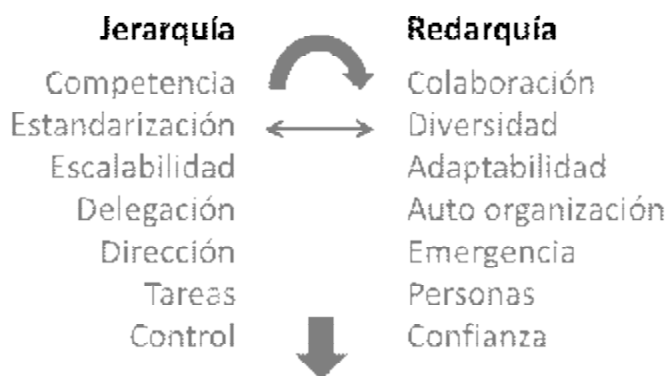 Jerarquía Redarquía
Competencia Colaboración
Estandarización Diversidad
Escalabilidad Adaptabilidad
Delegación Auto organización
Dirección Emergencia
Tareas Personas
Control Confianza